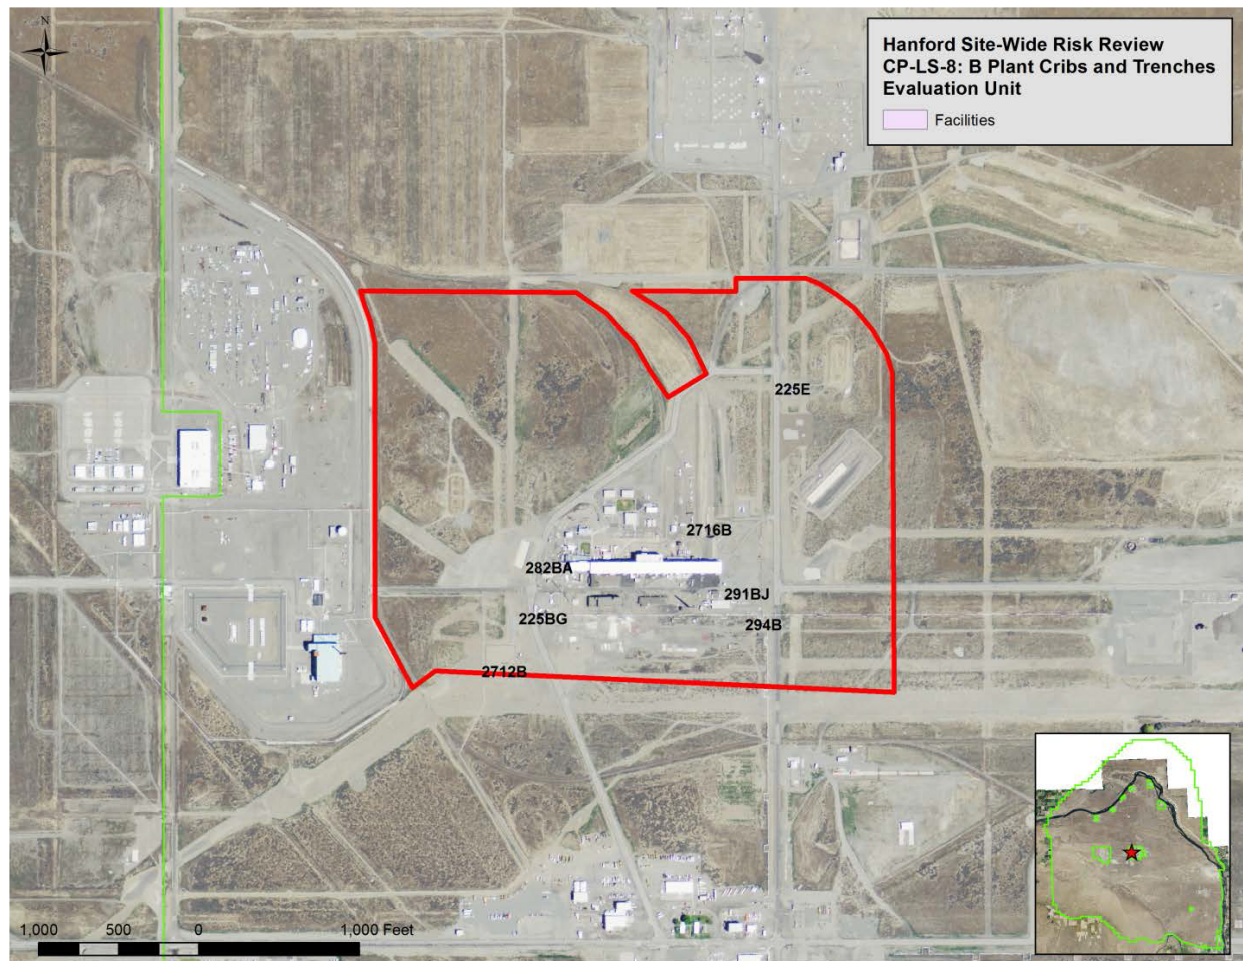 N
Hanford Site-Wide Risk Review
CP-LS-8: B Plant Cribs and Trenches
Evaluation Unit
Facilities
225E
2716B
282BA
291BJ
225BG
294B
2712B
1,000 500 0 1,000 Feet